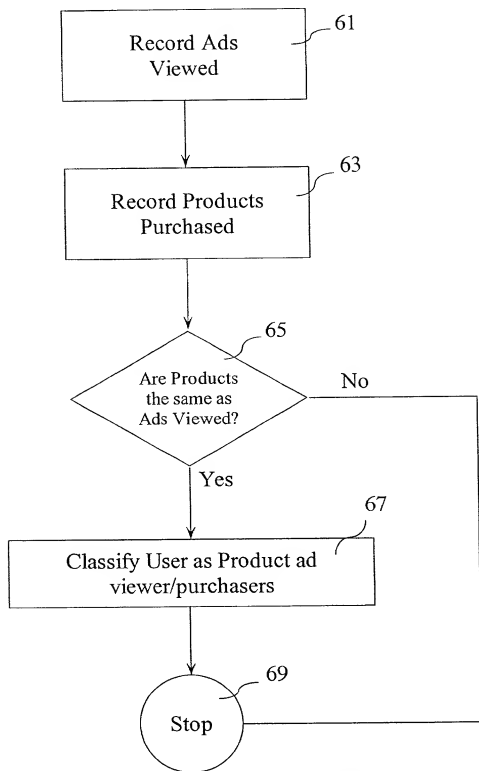 Record Ads
Viewed
61
Record Products
Purchased
63
65
Are Products
the same as
Ads Viewed?
No
Yes
67
Classify User as Product ad
viewer/purchasers
69
Stop